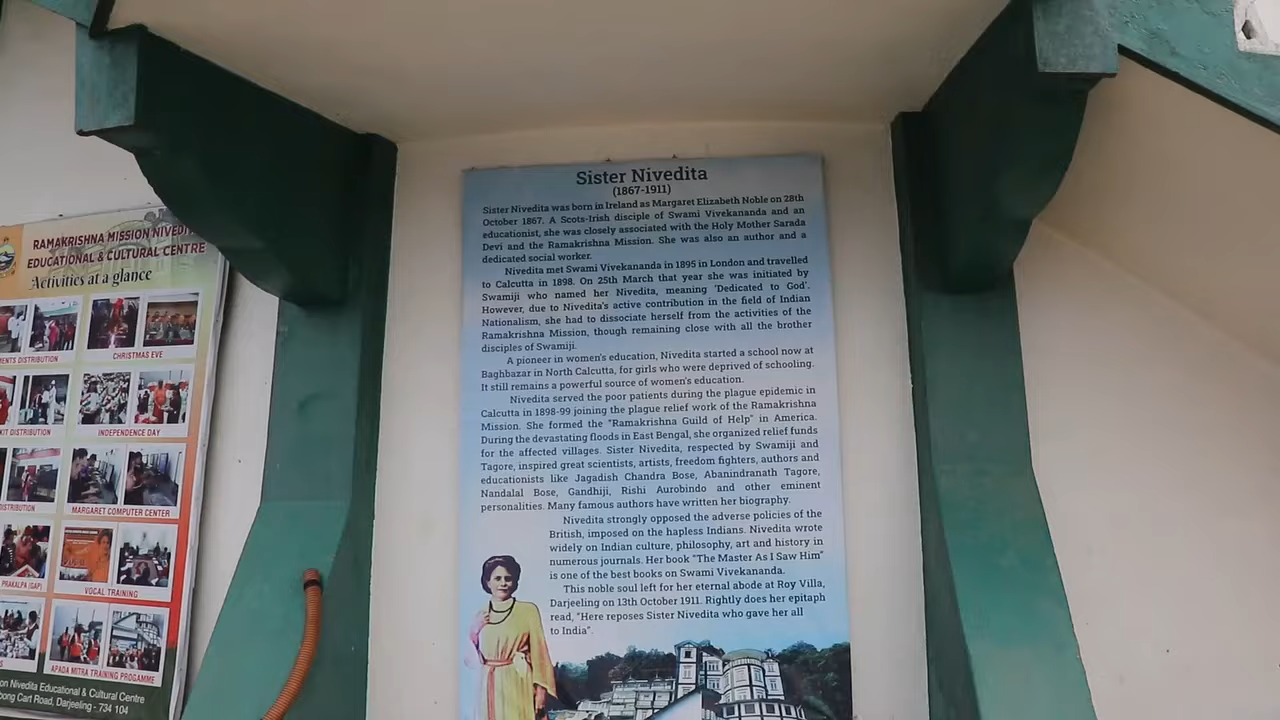 RAMAKRISHNA MISSION
EDUCATIONAL & CULTURAL CENTRE
Activities at a glance
DISTRIBUTION
CHRISTMAS EVE
DISTRIBUTION
INDEPENDENCE DAY
MARGARET COMPUTER CENTER
PRAKALPA (GAP)
VOCAL TRAINING
APADA MITRA TRAINING PROGAMME
Nivedita Educational & Cultural Centre
Cart Road, Darjeeling - 734 104
Sister Nivedita
(1867-1911)
Sister Nivedita was born in Ireland as Margaret Elizabeth Noble on 28th
October 1867. A Scots-Irish disciple of Swami Vivekananda and an
educationist, she was closely associated with the Holy Mother Sarada
Devi and the Ramakrishna Mission. She was also an author and a
dedicated social worker.
Nivedita met Swami Vivekananda in 1895 in London and travelled
to Calcutta in 1898. On 25th March that year she was initiated by
Swamiji who named her Nivedita, meaning 'Dedicated to God'.
However, due to Nivedita's active contribution in the field of Indian
Nationalism, she had to dissociate herself from the activities of the
Ramakrishna Mission, though remaining close with all the brother
disciples of Swamiji.
A pioneer in women's education, Nivedita started a school now at
Baghbazar in North Calcutta, for girls who were deprived of schooling.
It still remains a powerful source of women's education.
Nivedita served the poor patients during the plague epidemic in
Calcutta in 1898-99 joining the plague relief work of the Ramakrishna
Mission. She formed the "Ramakrishna Guild of Help" in America.
During the devastating floods in East Bengal, she organized relief funds
for the affected villages. Sister Nivedita, respected by Swamiji and
Tagore, inspired great scientists, artists, freedom fighters, authors and
educationists like Jagadish Chandra Bose, Abanindranath Tagore,
Nandalal Bose, Gandhiji, Rishi Aurobindo and other eminent
personalities. Many famous authors have written her biography.
Nivedita strongly opposed the adverse policies of the
British, imposed on the hapless Indians. Nivedita wrote
widely on Indian culture, philosophy, art and history in
numerous journals. Her book "The Master As I Saw Him"
is one of the best books on Swami Vivekananda.
This noble soul left for her eternal abode at Roy Villa,
Darjeeling on 13th October 1911. Rightly does her epitaph
read, "Here reposes Sister Nivedita who gave her all
to India".